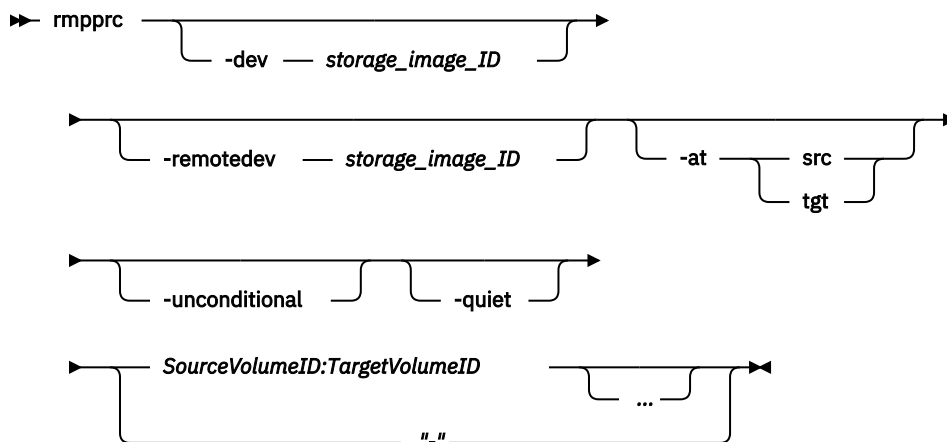 rmpprc
-dev storage_image_ID
-remotedev storage_image_ID -at src
tgt
-unconditional -quiet
SourceVolumeID:TargetVolumeID
...
"-"